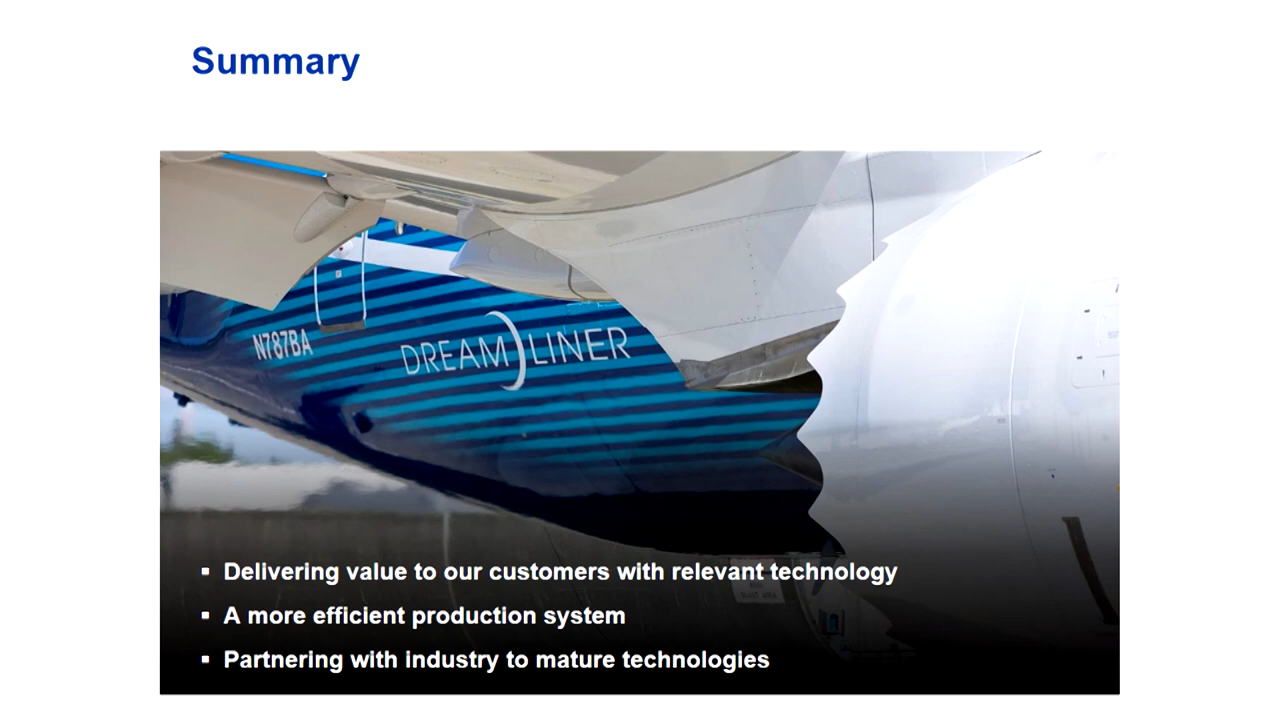 Summary
N787BA
DREAM LINER
▪ Delivering value to our customers with relevant technology
▪ A more efficient production system
▪ Partnering with industry to mature technologies